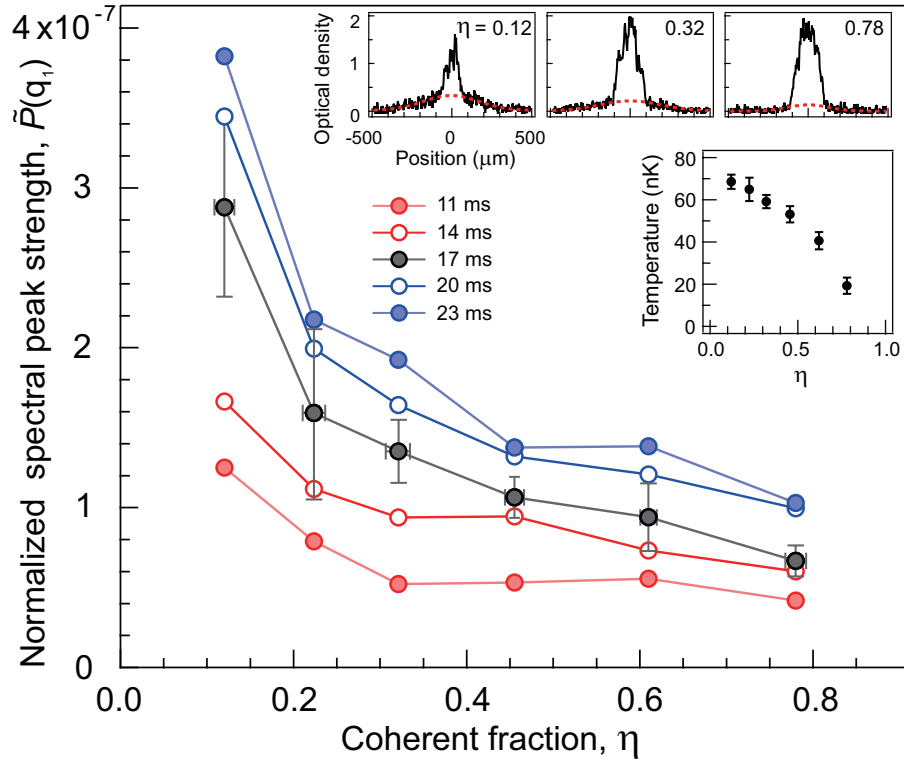 4×10⁻⁷
3
2
1
0
Normalized spectral peak strength, P̃(q₁)
0.0 0.2 0.4 0.6 0.8
Coherent fraction, η
2
1
0
Optical density
η = 0.12
0.32
0.78
-500 0 500
Position (μm)
11 ms
14 ms
17 ms
20 ms
23 ms
80
60
40
20
0
Temperature (nK)
0.0 0.5 1.0
η